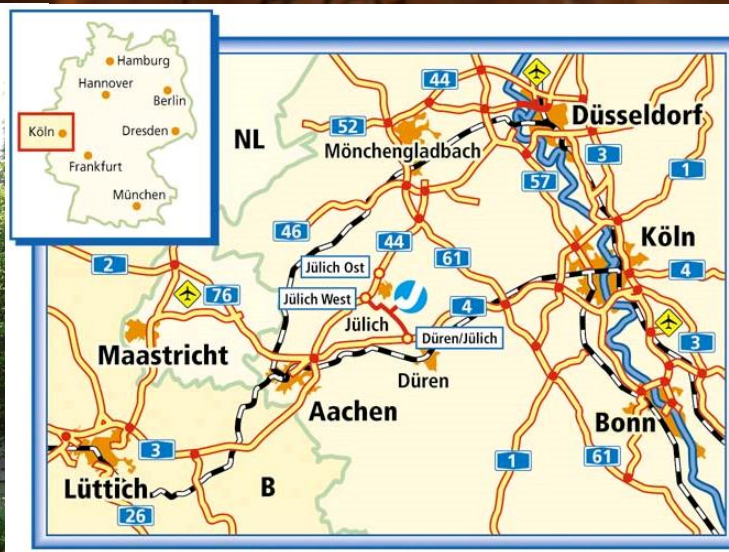 Hamburg
Hannover
Berlin
Köln
Dresden
Frankfurt
München
NL
52
44
Düsseldorf
Mönchengladbach
3
1
57
46
44
61
Köln
2
Jülich Ost
4
76
Jülich West
4
Jülich
Düren/Jülich
3
Maastricht
Düren
Aachen
Bonn
3
1
61
Lüttich
B
26